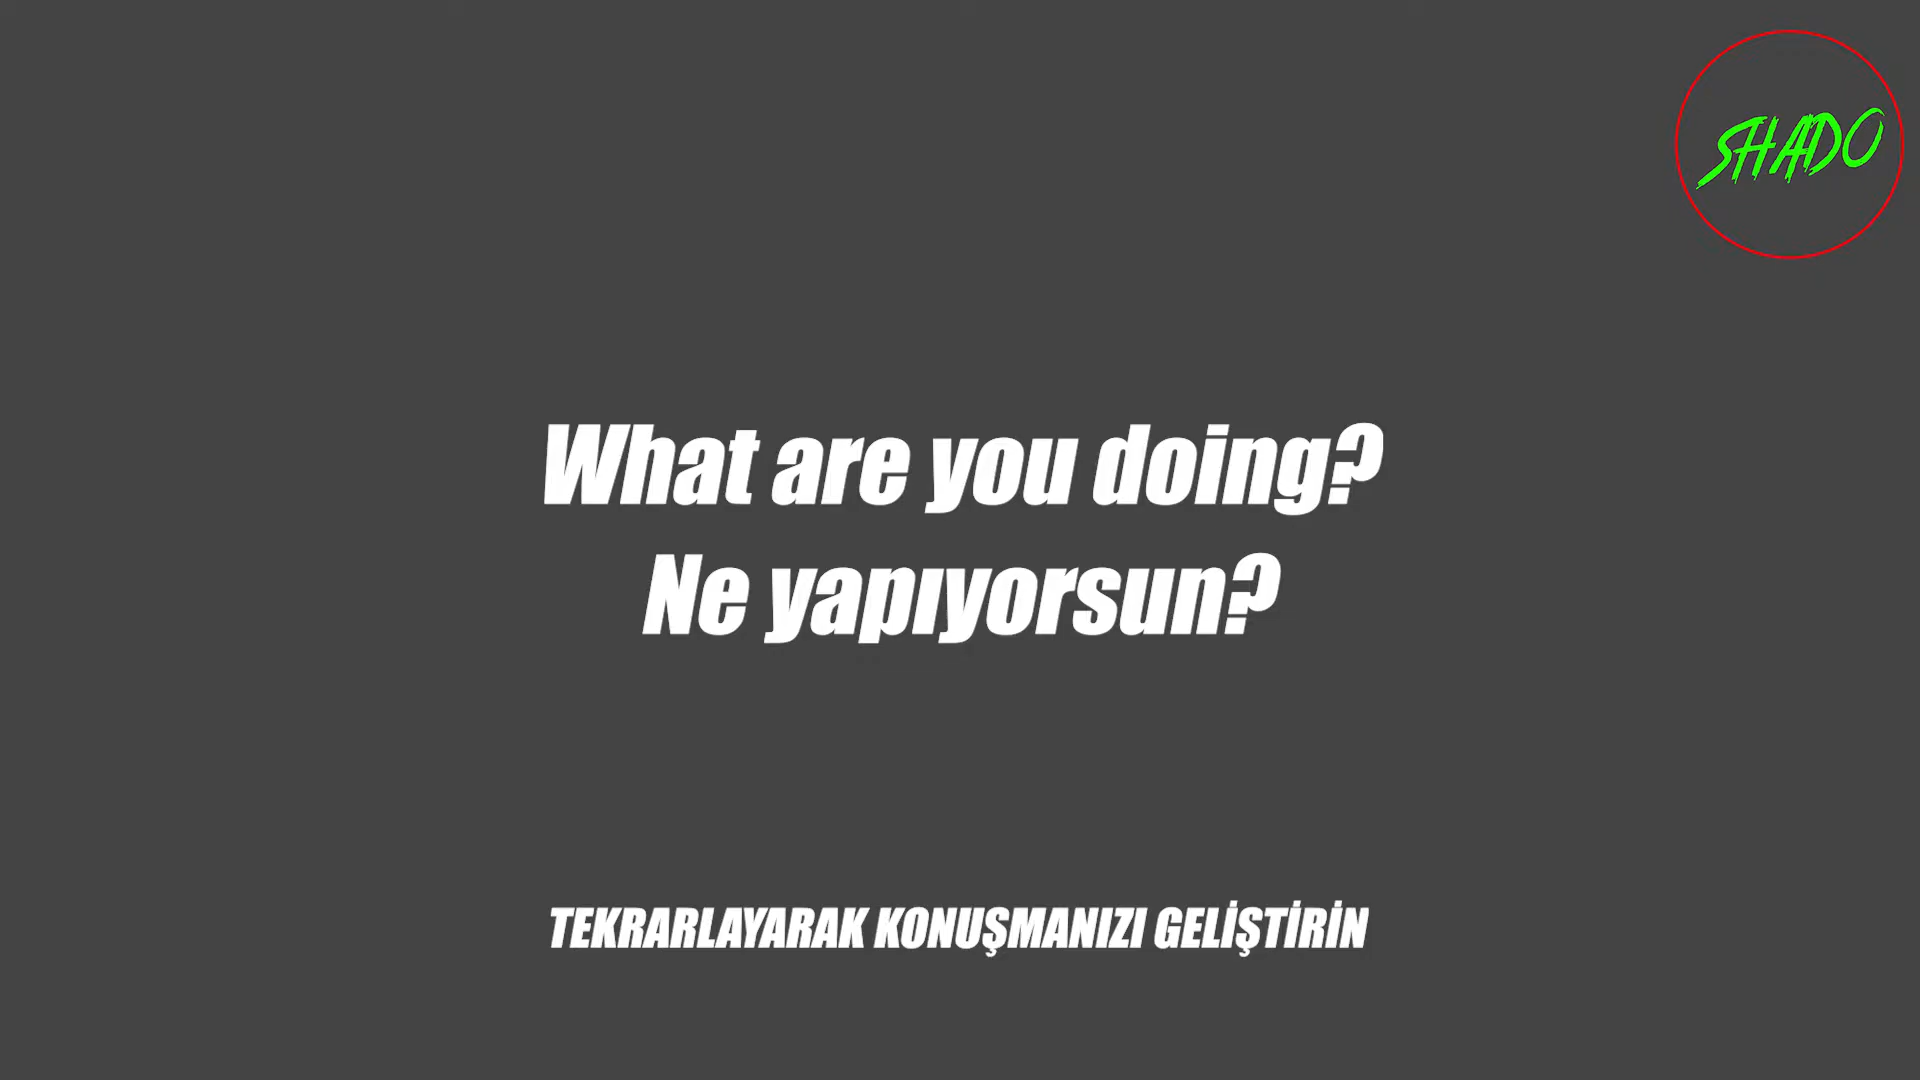 SHADO
What are you doing?
Ne yapıyorsun?
TEKRARLAYARAK KONUŞMANIZI GELİŞTİRİN